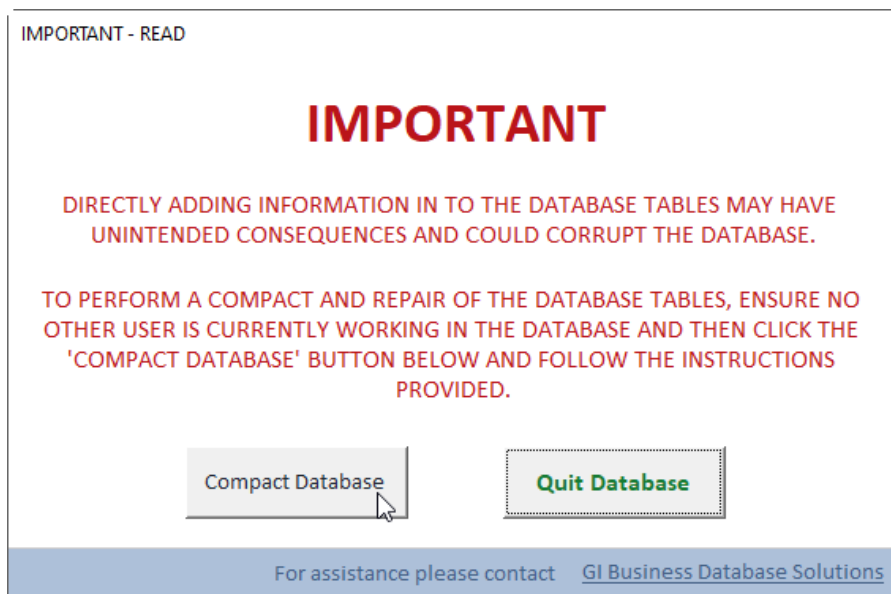 IMPORTANT - READ
IMPORTANT
DIRECTLY ADDING INFORMATION IN TO THE DATABASE TABLES MAY HAVE
UNINTENDED CONSEQUENCES AND COULD CORRUPT THE DATABASE.
TO PERFORM A COMPACT AND REPAIR OF THE DATABASE TABLES, ENSURE NO
OTHER USER IS CURRENTLY WORKING IN THE DATABASE AND THEN CLICK THE
'COMPACT DATABASE' BUTTON BELOW AND FOLLOW THE INSTRUCTIONS
PROVIDED.
Compact Database Quit Database
For assistance please contact GI Business Database Solutions